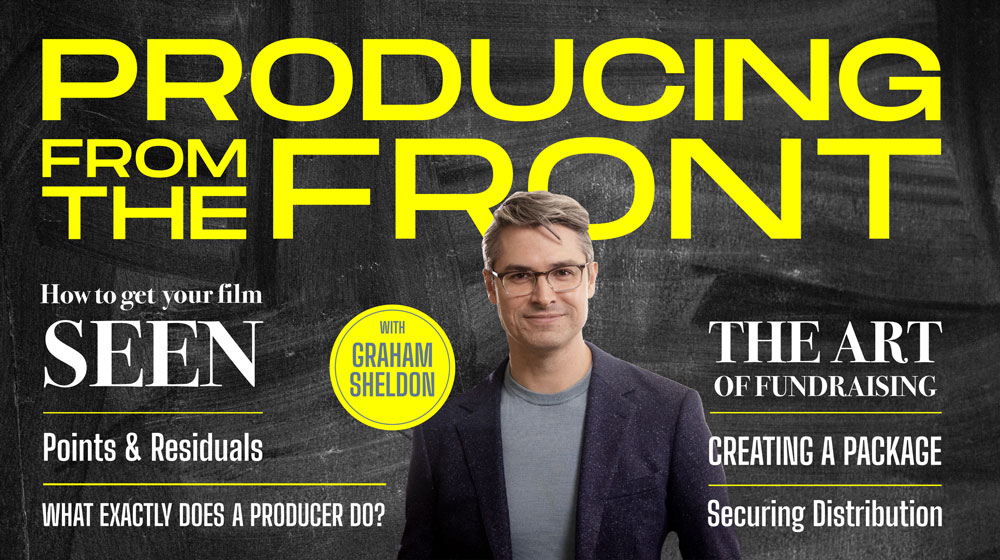 PRODUCING
FROM
THE
FRONT
How to get your film
SEEN
Points & Residuals
WHAT EXACTLY DOES A PRODUCER DO?
WITH
GRAHAM
SHELDON
THE ART
OF FUNDRAISING
CREATING A PACKAGE
Securing Distribution